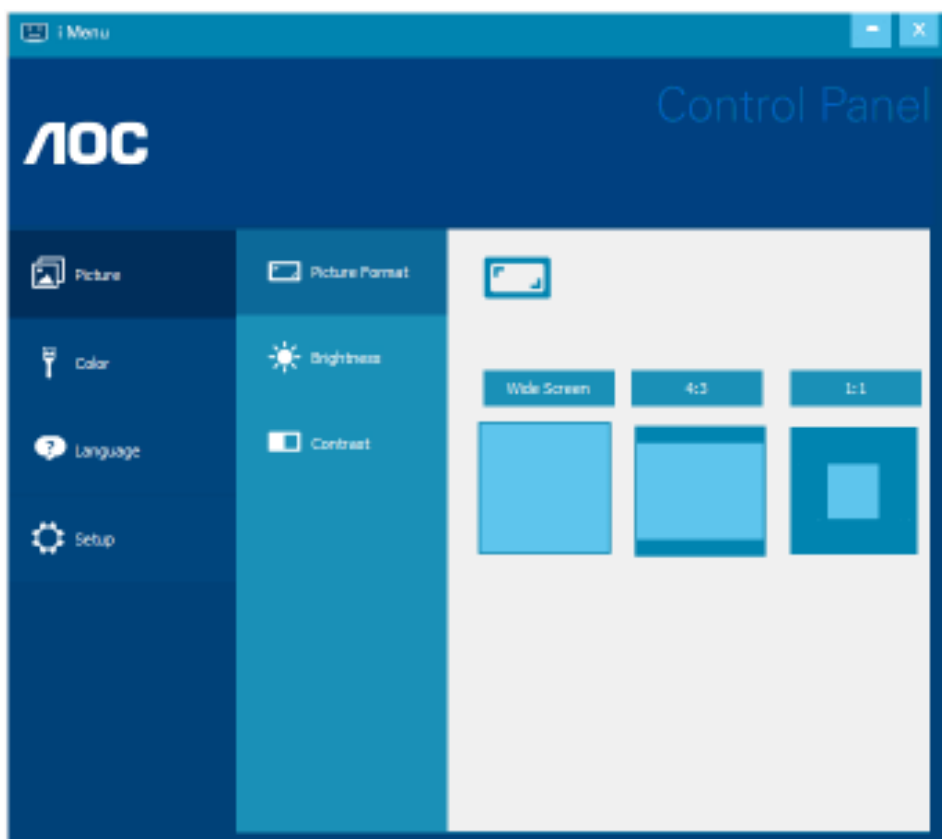 i Menu
Control Panel
AOC
Picture
Color
Language
Setup
Picture Format
Brightness
Contrast
Wide Screen
4:3
1:1